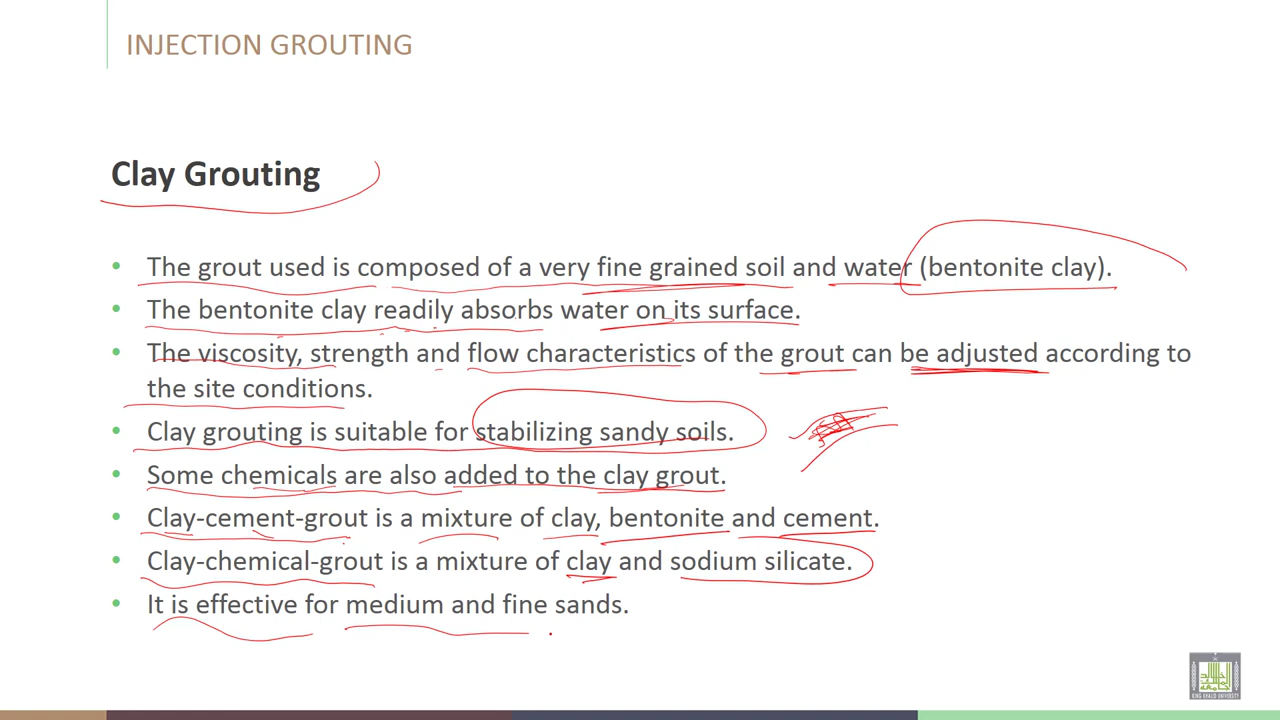 INJECTION GROUTING
Clay Grouting
• The grout used is composed of a very fine grained soil and water (bentonite clay).
• The bentonite clay readily absorbs water on its surface.
• The viscosity, strength and flow characteristics of the grout can be adjusted according to
the site conditions.
• Clay grouting is suitable for stabilizing sandy soils.
• Some chemicals are also added to the clay grout.
• Clay-cement-grout is a mixture of clay, bentonite and cement.
• Clay-chemical-grout is a mixture of clay and sodium silicate.
• It is effective for medium and fine sands.
KING KHALID UNIVERSITY